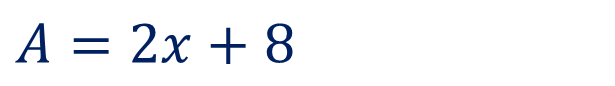 A = 2x + 8